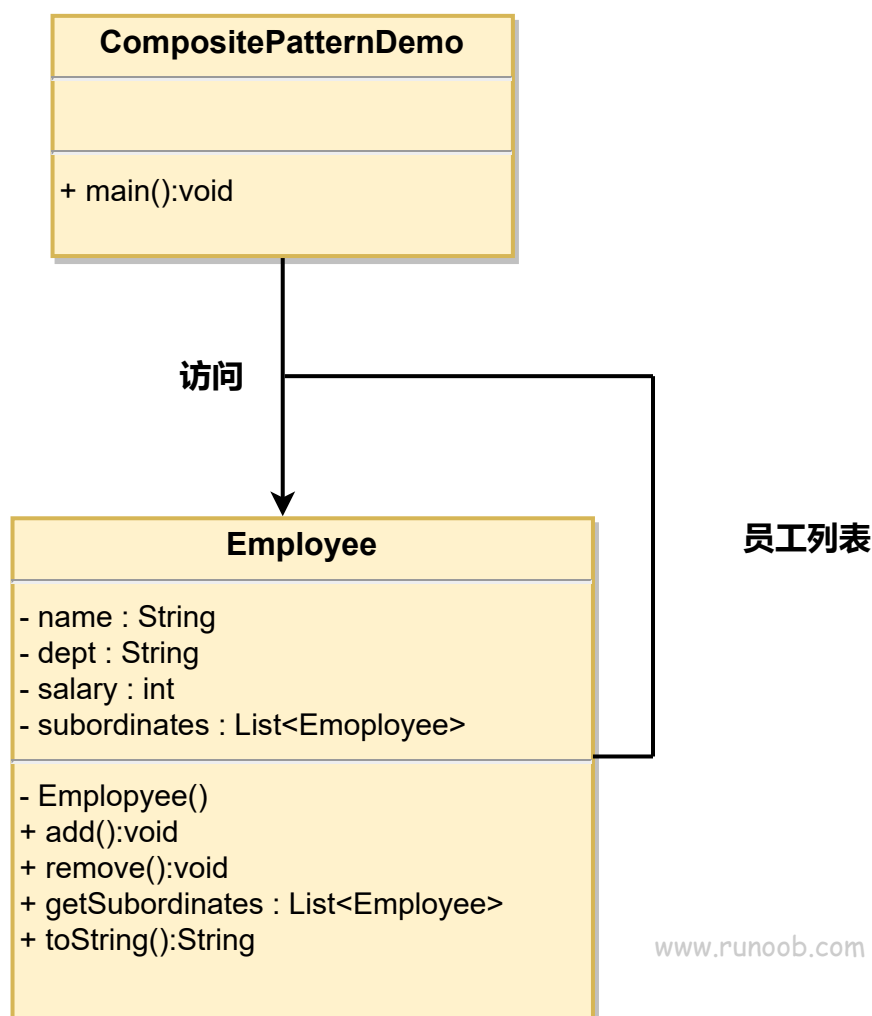 CompositePatternDemo
+ main():void
访问
员工列表
Employee
- name : String
- dept : String
- salary : int
- subordinates : List<Emoployee>
- Emplopyee()
+ add():void
+ remove():void
+ getSubordinates : List<Employee>
+ toString():String
www.runoob.com